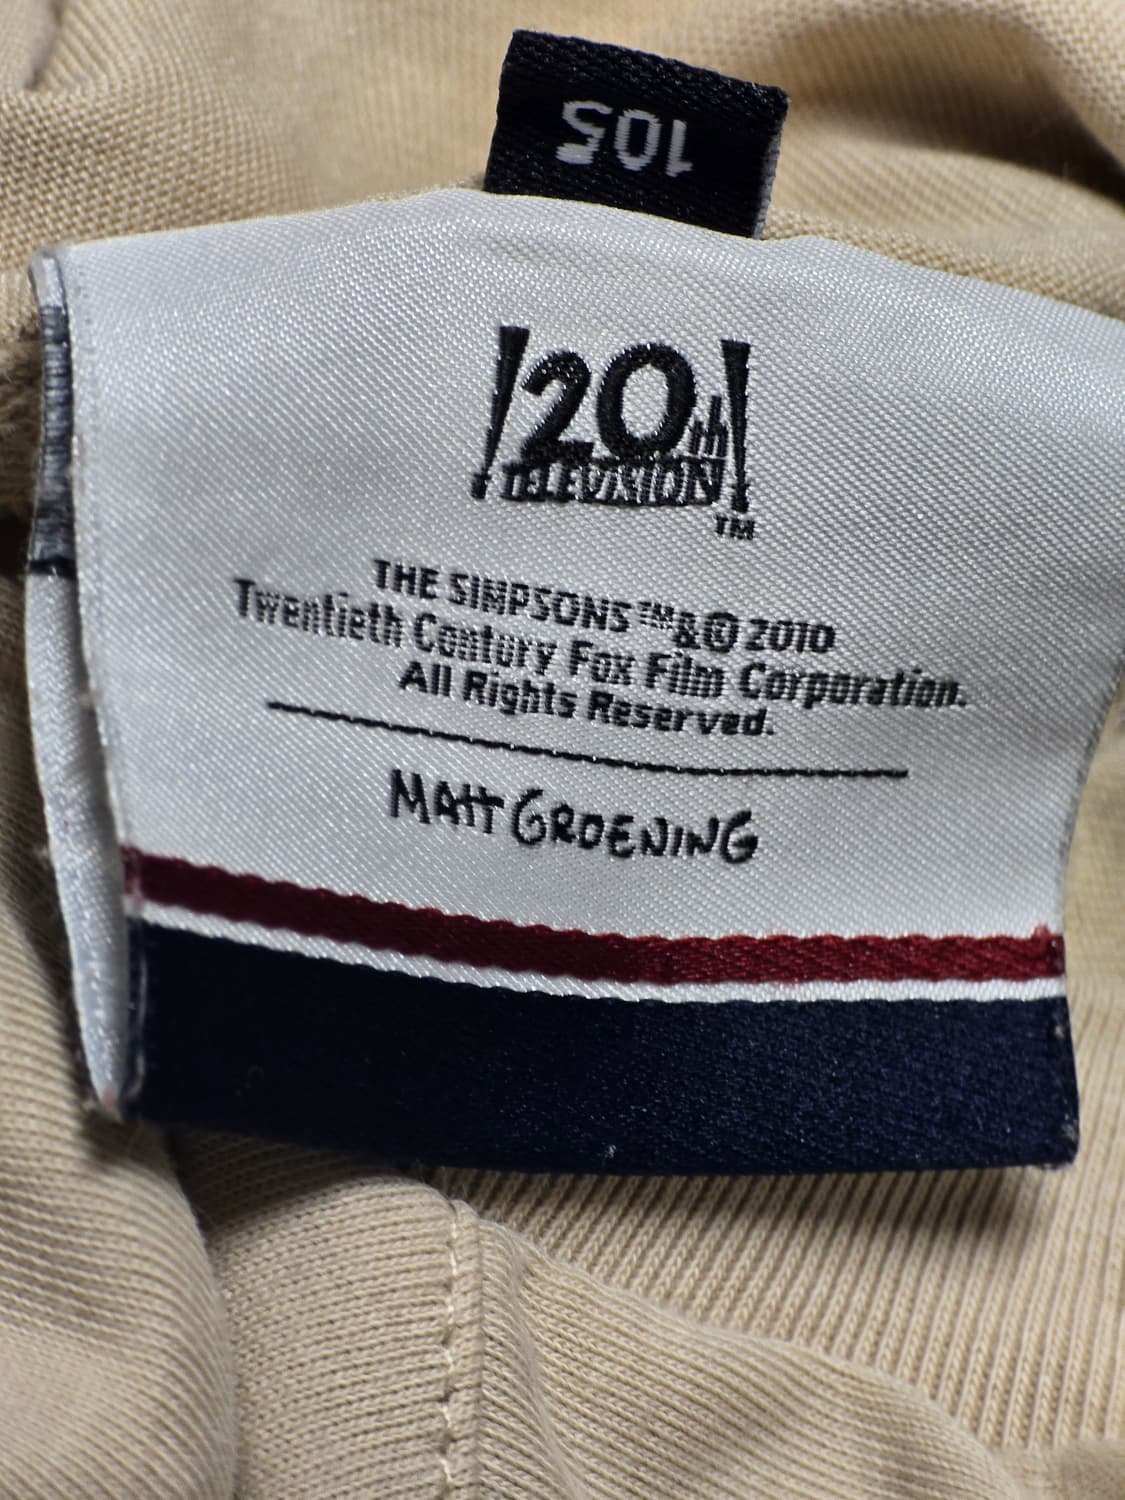 105
20th
TELEVISION
TM
THE SIMPSONS ™ & © 2010
Twentieth Century Fox Film Corporation.
All Rights Reserved.
MATT GROENING